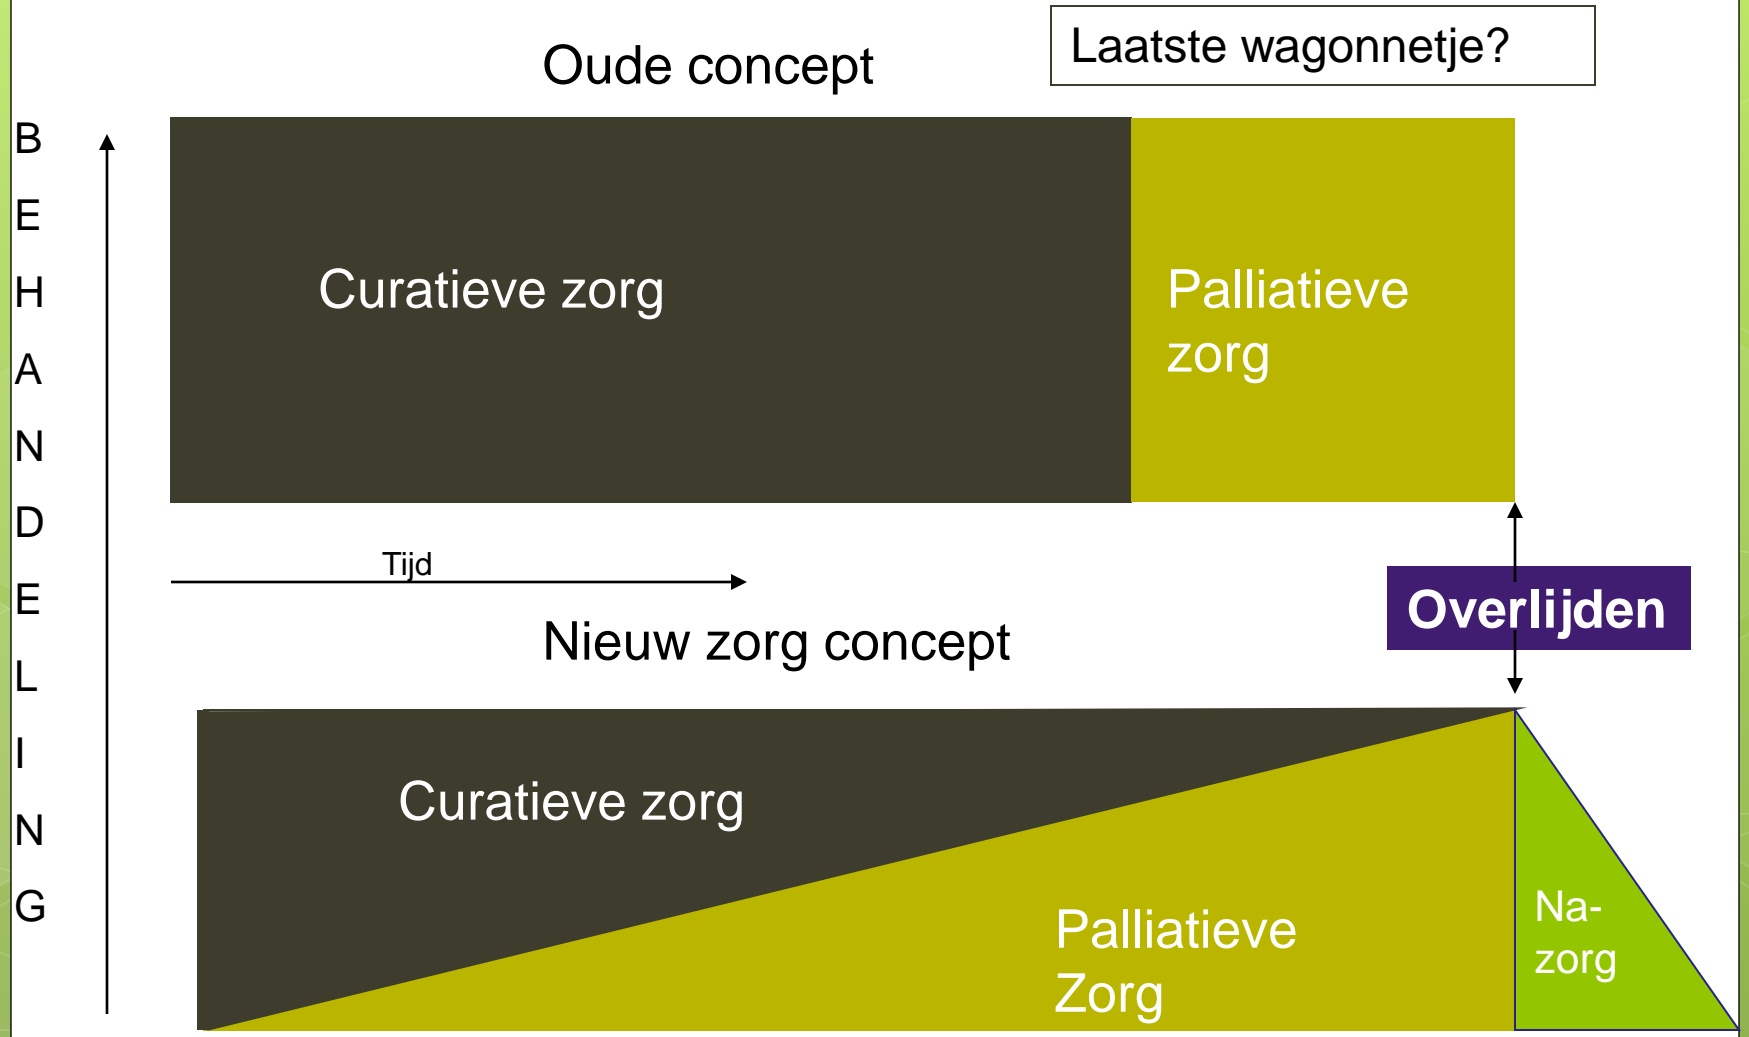 Laatste wagonnetje?
Oude concept
B
E
H
A
N
D
E
L
I
N
G
Curatieve zorg
Palliatieve
zorg
Tijd
Overlijden
Nieuw zorg concept
Curatieve zorg
Palliatieve
Zorg
Na-
zorg